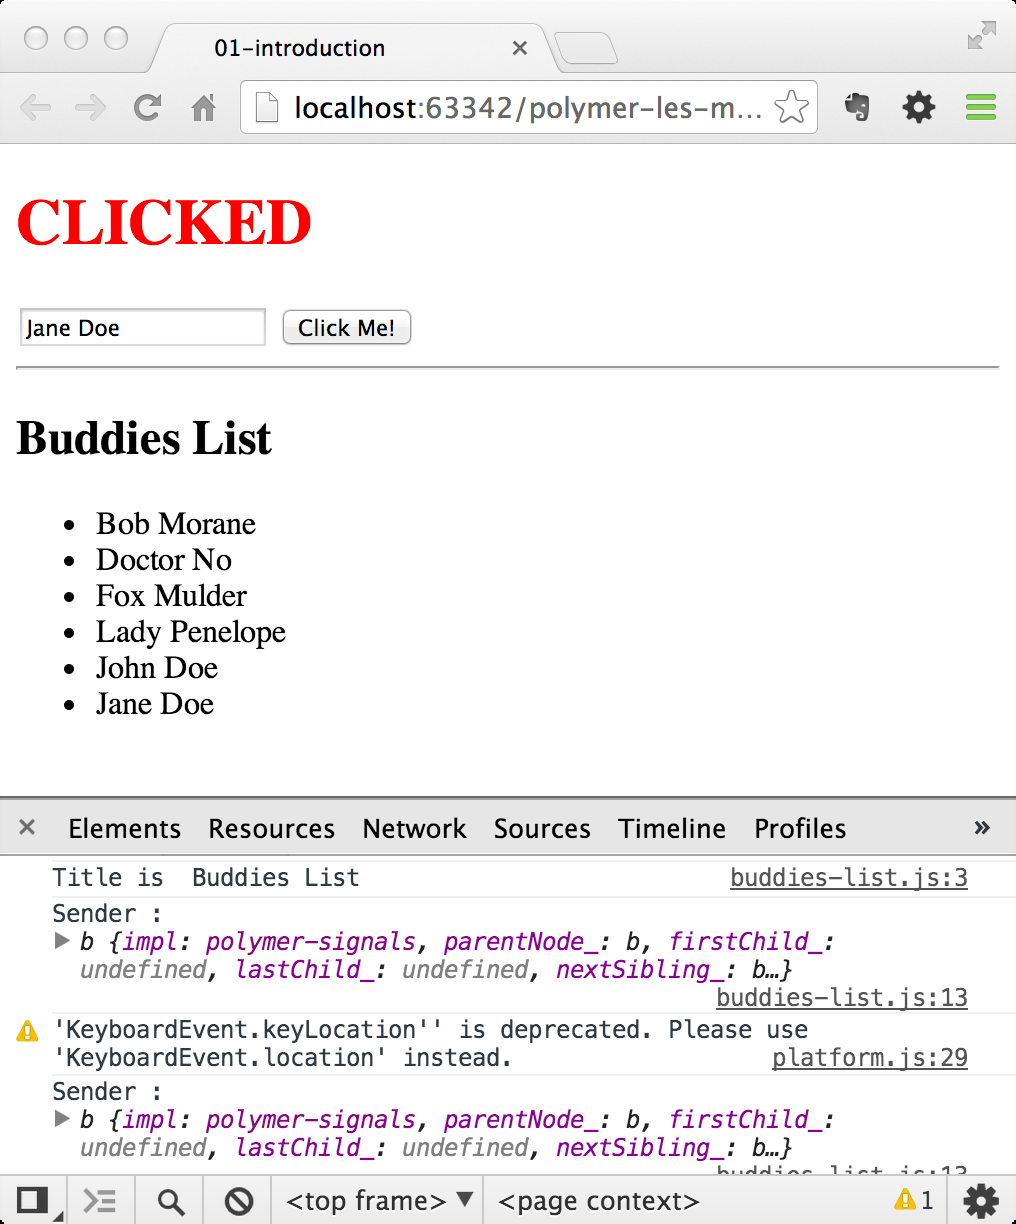 01-introduction
localhost:63342/polymer-les-m...
CLICKED
Jane Doe Click Me!
Buddies List
Bob Morane
Doctor No
Fox Mulder
Lady Penelope
John Doe
Jane Doe
Elements Resources Network Sources Timeline Profiles »
Title is Buddies List buddies-list.js:3
Sender :
b {impl: polymer-signals, parentNode_: b, firstChild_:
undefined, lastChild_: undefined, nextSibling_: b…}
buddies-list.js:13
'KeyboardEvent.keyLocation'' is deprecated. Please use
'KeyboardEvent.location' instead. platform.js:29
Sender :
b {impl: polymer-signals, parentNode_: b, firstChild_:
undefined, lastChild_: undefined, nextSibling_: b…}
buddies-list.js:13
<top frame> ▼ <page context> 1